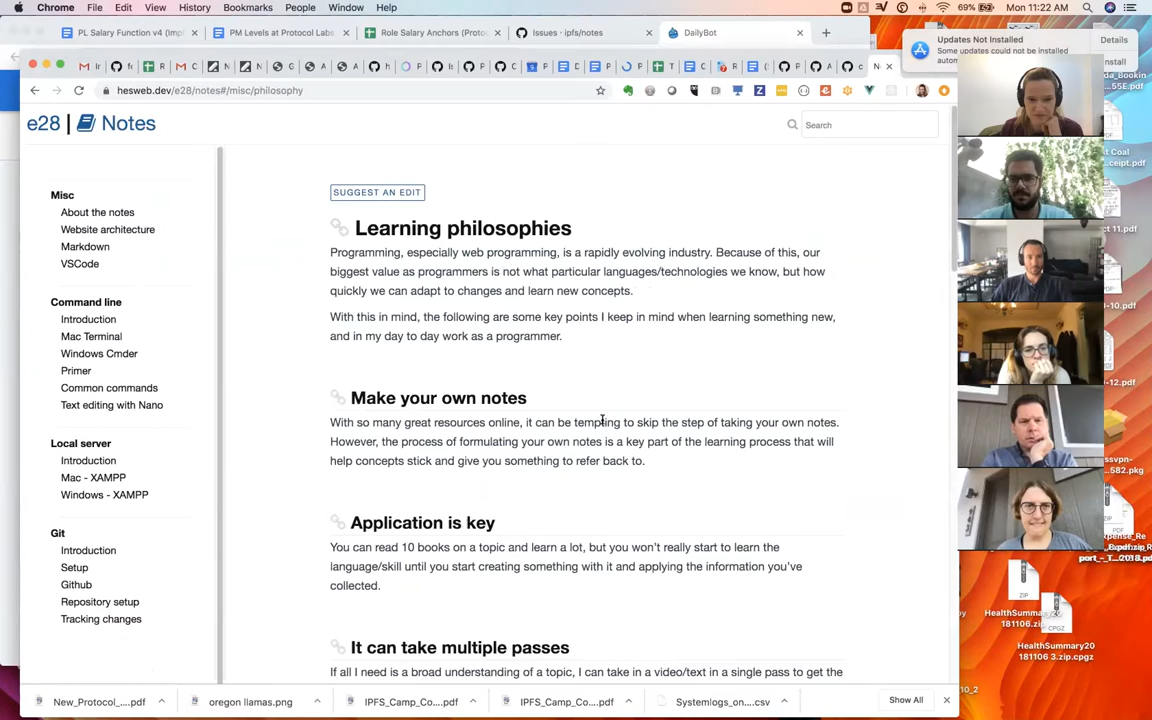 Chrome File Edit View History Bookmarks People Window Help
69% Mon 11:22 AM
PL Salary Function v4 (Impl
PM Levels at Protocol Labs
Role Salary Anchors (Protoc
Issues · ipfs/notes
DailyBot
Updates Not Installed
Some updates could not be installed
Details
hesweb.dev/e28/notes#/misc/philosophy
e28 | Notes
Search
Misc
About the notes
Website architecture
Markdown
VSCode
Command line
Introduction
Mac Terminal
Windows Cmder
Primer
Common commands
Text editing with Nano
Local server
Introduction
Mac - XAMPP
Windows - XAMPP
Git
Introduction
Setup
Github
Repository setup
Tracking changes
SUGGEST AN EDIT
Learning philosophies
Programming, especially web programming, is a rapidly evolving industry. Because of this, our
biggest value as programmers is not what particular languages/technologies we know, but how
quickly we can adapt to changes and learn new concepts.
With this in mind, the following are some key points I keep in mind when learning something new,
and in my day to day work as a programmer.
Make your own notes
With so many great resources online, it can be tempting to skip the step of taking your own notes.
However, the process of formulating your own notes is a key part of the learning process that will
help concepts stick and give you something to refer back to.
Application is key
You can read 10 books on a topic and learn a lot, but you won't really start to learn the
language/skill until you start creating something with it and applying the information you've
collected.
It can take multiple passes
If all I need is a broad understanding of a topic, I can take in a video/text in a single pass to get the
New_Protocol_....pdf
oregon llamas.png
IPFS_Camp_Co....pdf
IPFS_Camp_Co....pdf
Systemlogs_on....csv
Show All
ZIP
CPGZ
HealthSummary20
181106 3.zip.cpgz